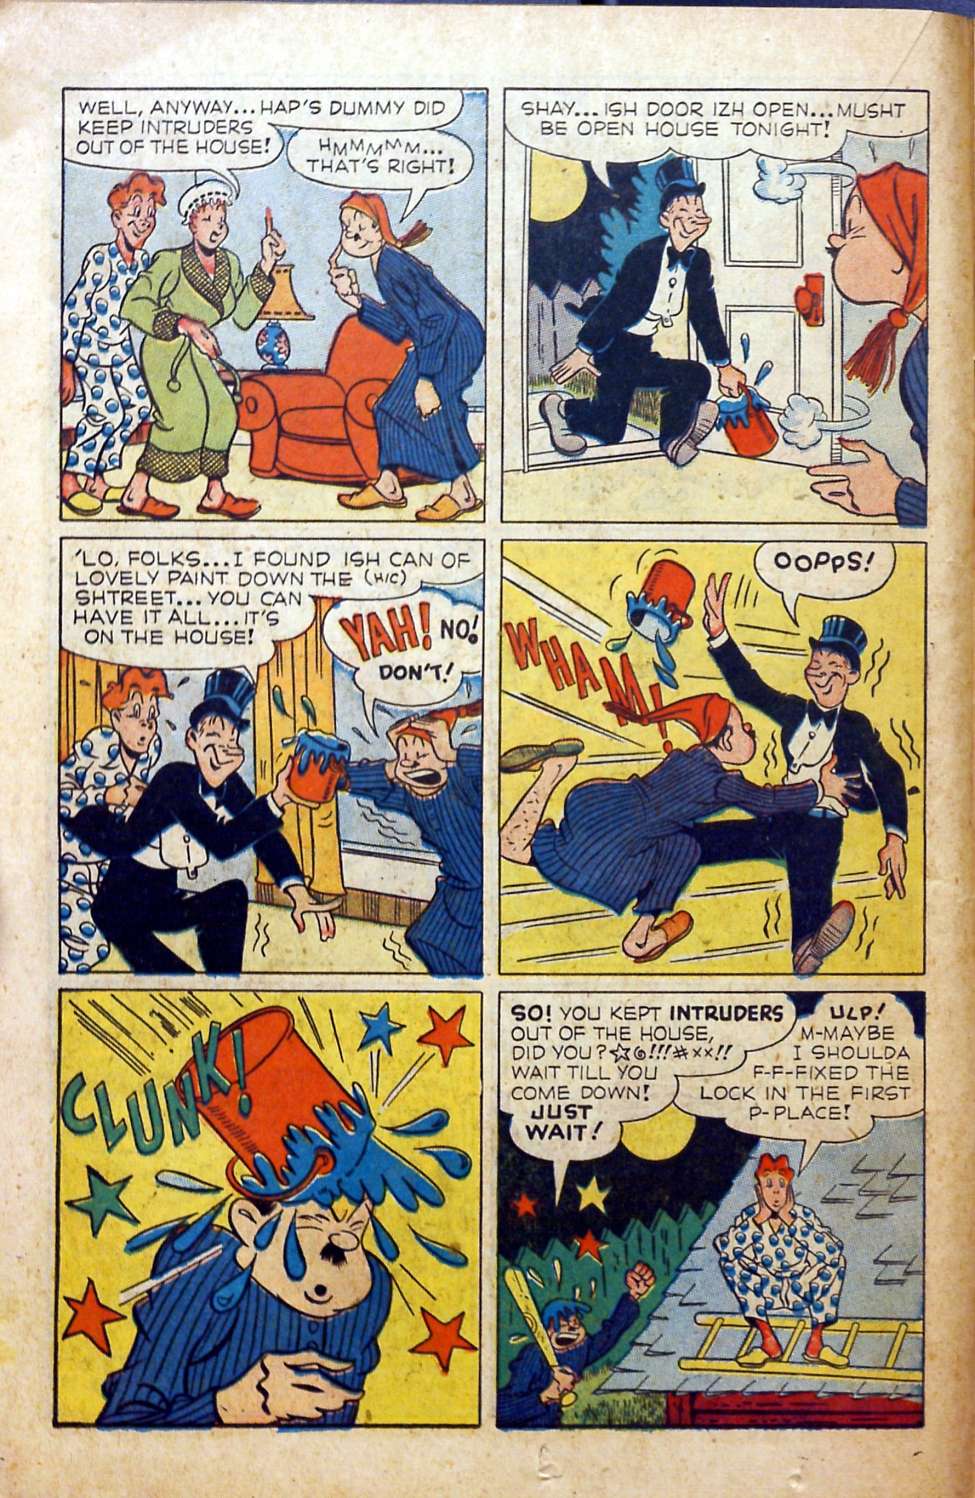 WELL, ANYWAY... HAP'S DUMMY DID
KEEP INTRUDERS
OUT OF THE HOUSE!
HMMMMM...
THAT'S RIGHT!
SHAY... ISH DOOR IZH OPEN... MUSHT
BE OPEN HOUSE TONIGHT!
'LO, FOLKS... I FOUND ISH CAN OF
LOVELY PAINT DOWN THE (H/C)
SHTREET... YOU CAN
HAVE IT ALL... IT'S
ON THE HOUSE!
YAH! NO!
DON'T!
WHAM!
OOPPS!
CLUNK!
SO! YOU KEPT INTRUDERS
OUT OF THE HOUSE,
DID YOU? ☆@!!!#××!!
WAIT TILL YOU
COME DOWN!
JUST
WAIT!
ULP!
M-MAYBE
I SHOULDA
F-F-FIXED THE
LOCK IN THE FIRST
P-PLACE!